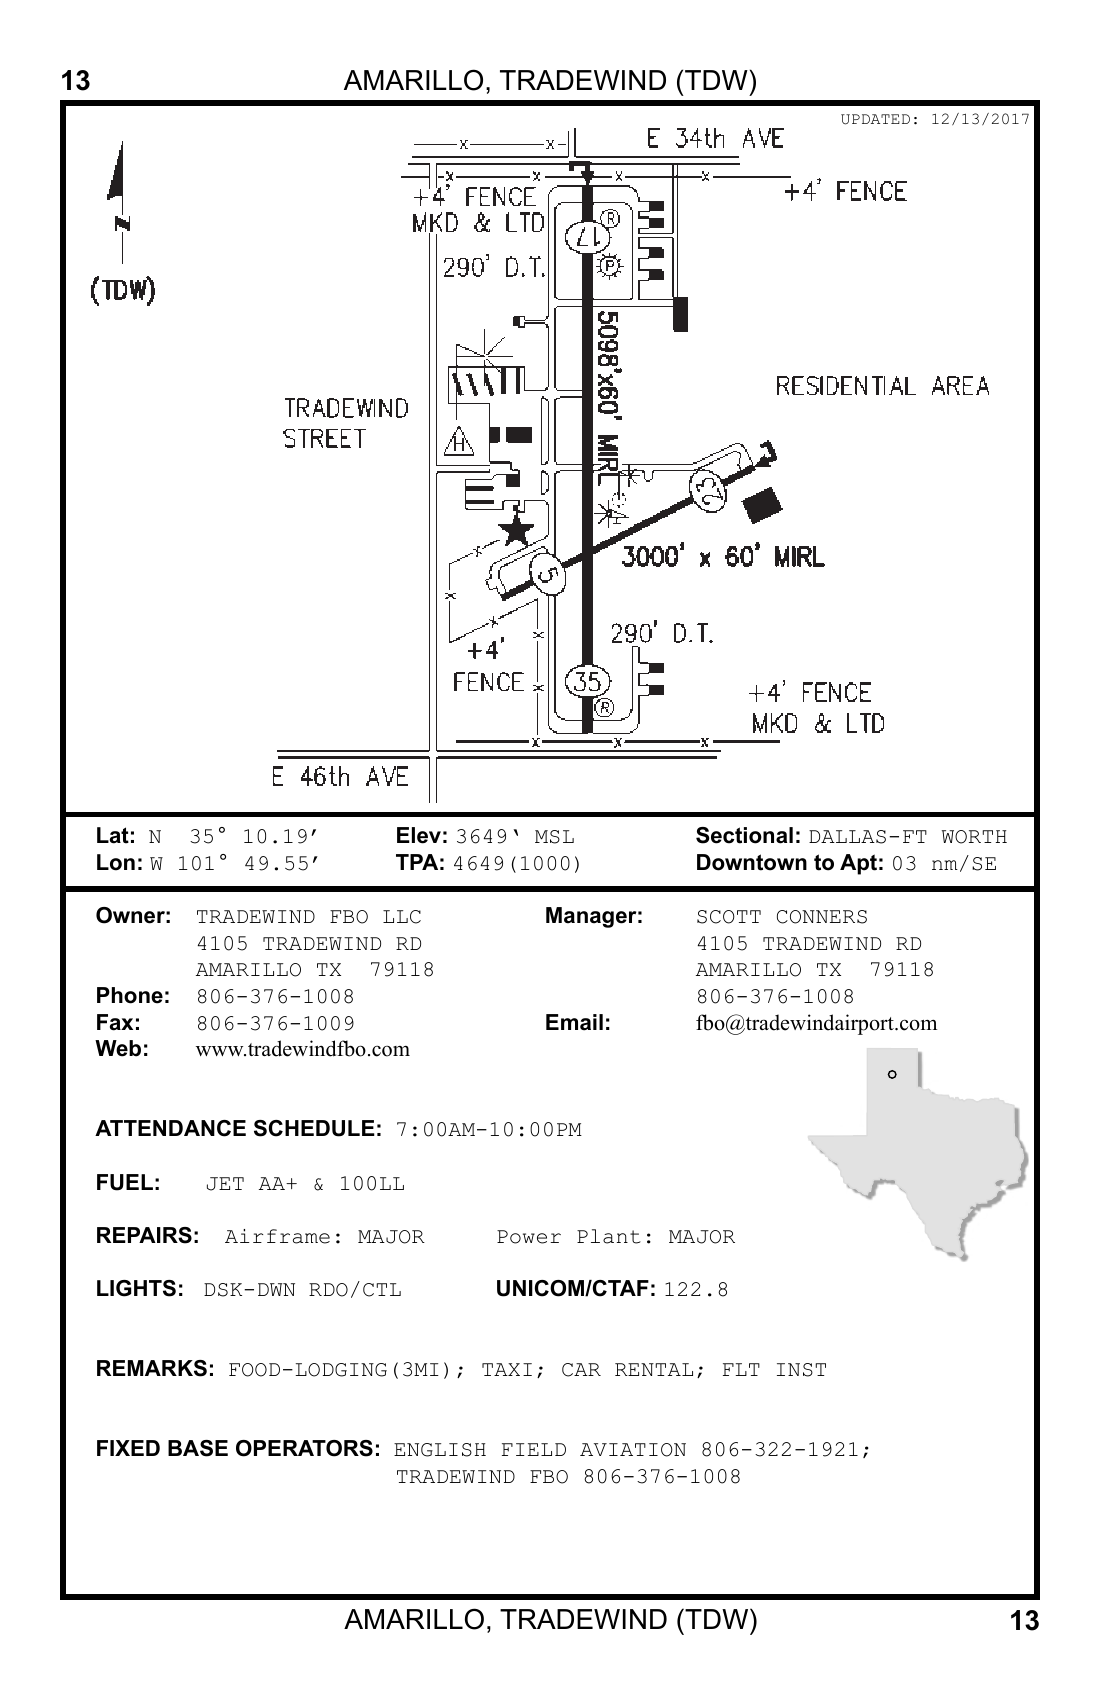 13 AMARILLO, TRADEWIND (TDW)
UPDATED: 12/13/2017
E 34th AVE
+4' FENCE
+4' FENCE
MKD & LTD
N
17
R
290' D.T.
P
(TDW)
5098'x60' MIRL
RESIDENTIAL AREA
TRADEWIND
STREET
H
23
3000' x 60' MIRL
5
290' D.T.
+4'
FENCE
35
R
+4' FENCE
MKD & LTD
E 46th AVE
Lat: N 35° 10.19’ Elev: 3649‘ MSL Sectional: DALLAS-FT WORTH
Lon: W 101° 49.55’ TPA: 4649(1000) Downtown to Apt: 03 nm/SE
Owner: TRADEWIND FBO LLC Manager: SCOTT CONNERS
4105 TRADEWIND RD 4105 TRADEWIND RD
AMARILLO TX 79118 AMARILLO TX 79118
Phone: 806-376-1008 806-376-1008
Fax: 806-376-1009 Email: fbo@tradewindairport.com
Web: www.tradewindfbo.com
ATTENDANCE SCHEDULE: 7:00AM-10:00PM
FUEL: JET AA+ & 100LL
REPAIRS: Airframe: MAJOR Power Plant: MAJOR
LIGHTS: DSK-DWN RDO/CTL UNICOM/CTAF: 122.8
REMARKS: FOOD-LODGING(3MI); TAXI; CAR RENTAL; FLT INST
FIXED BASE OPERATORS: ENGLISH FIELD AVIATION 806-322-1921;
TRADEWIND FBO 806-376-1008
AMARILLO, TRADEWIND (TDW) 13